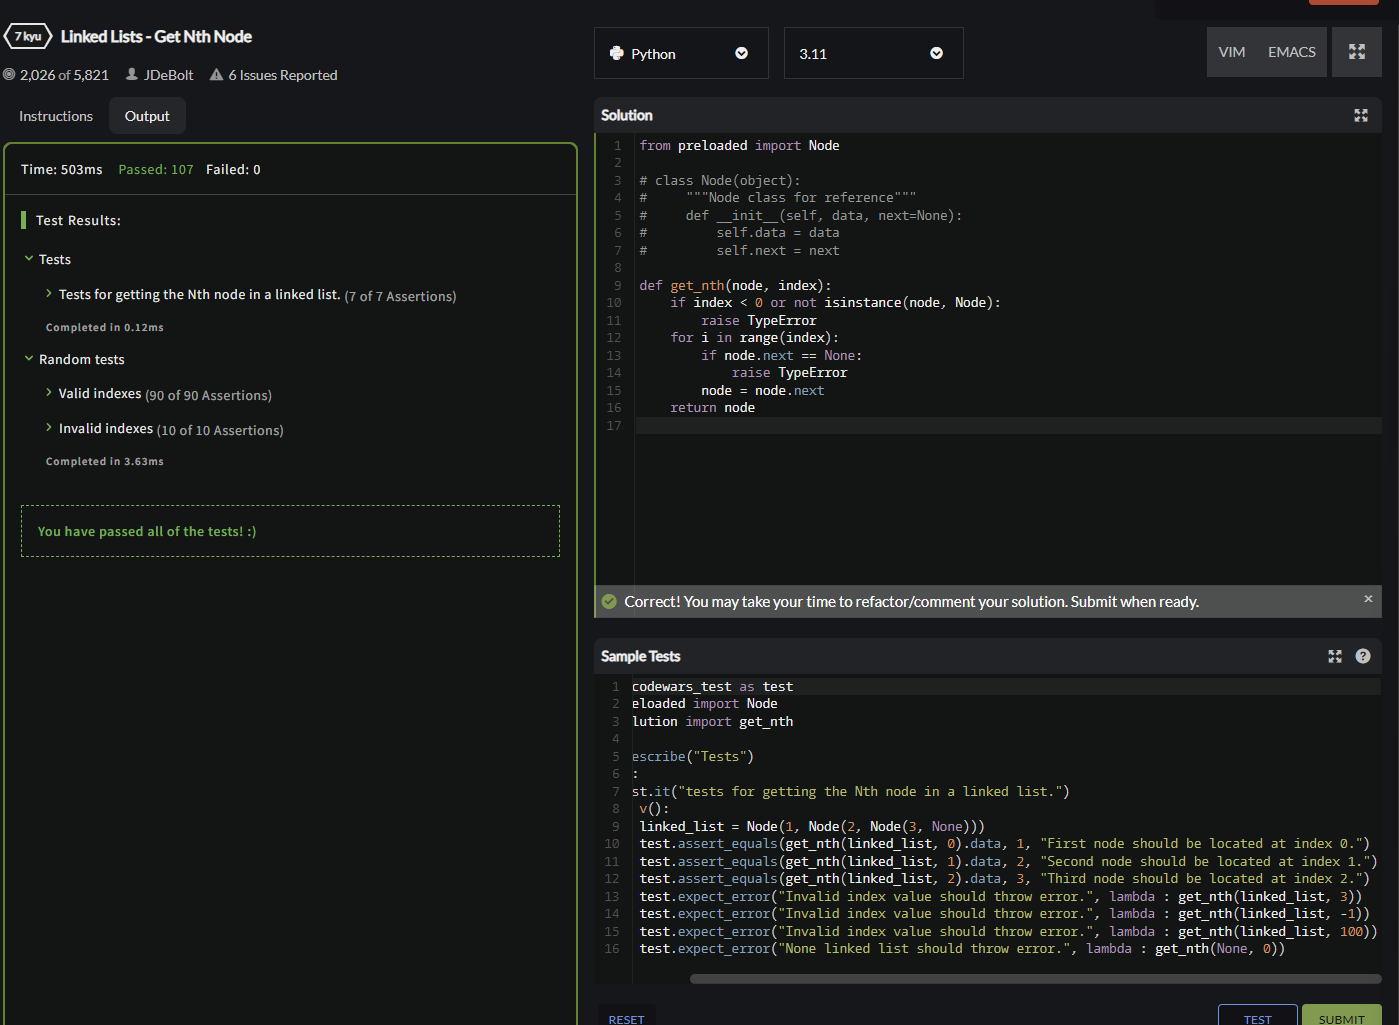 7 kyu
Linked Lists - Get Nth Node
2,026 of 5,821 JDeBolt 6 Issues Reported
Instructions Output
Time: 503ms Passed: 107 Failed: 0
Test Results:
Tests
Tests for getting the Nth node in a linked list. (7 of 7 Assertions)
Completed in 0.12ms
Random tests
Valid indexes (90 of 90 Assertions)
Invalid indexes (10 of 10 Assertions)
Completed in 3.63ms
You have passed all of the tests! :)
Python 3.11 VIM EMACS
Solution
1 from preloaded import Node
2
3 # class Node(object):
4 #     """Node class for reference"""
5 #     def __init__(self, data, next=None):
6 #         self.data = data
7 #         self.next = next
8
9 def get_nth(node, index):
10     if index < 0 or not isinstance(node, Node):
11         raise TypeError
12     for i in range(index):
13         if node.next == None:
14             raise TypeError
15         node = node.next
16     return node
17
Correct! You may take your time to refactor/comment your solution. Submit when ready. ×
Sample Tests ?
1 codewars_test as test
2 eloaded import Node
3 lution import get_nth
4
5 escribe("Tests")
6 :
7 st.it("tests for getting the Nth node in a linked list.")
8 v():
9 linked_list = Node(1, Node(2, Node(3, None)))
10 test.assert_equals(get_nth(linked_list, 0).data, 1, "First node should be located at index 0.")
11 test.assert_equals(get_nth(linked_list, 1).data, 2, "Second node should be located at index 1.")
12 test.assert_equals(get_nth(linked_list, 2).data, 3, "Third node should be located at index 2.")
13 test.expect_error("Invalid index value should throw error.", lambda : get_nth(linked_list, 3))
14 test.expect_error("Invalid index value should throw error.", lambda : get_nth(linked_list, -1))
15 test.expect_error("Invalid index value should throw error.", lambda : get_nth(linked_list, 100))
16 test.expect_error("None linked list should throw error.", lambda : get_nth(None, 0))
RESET TEST SUBMIT